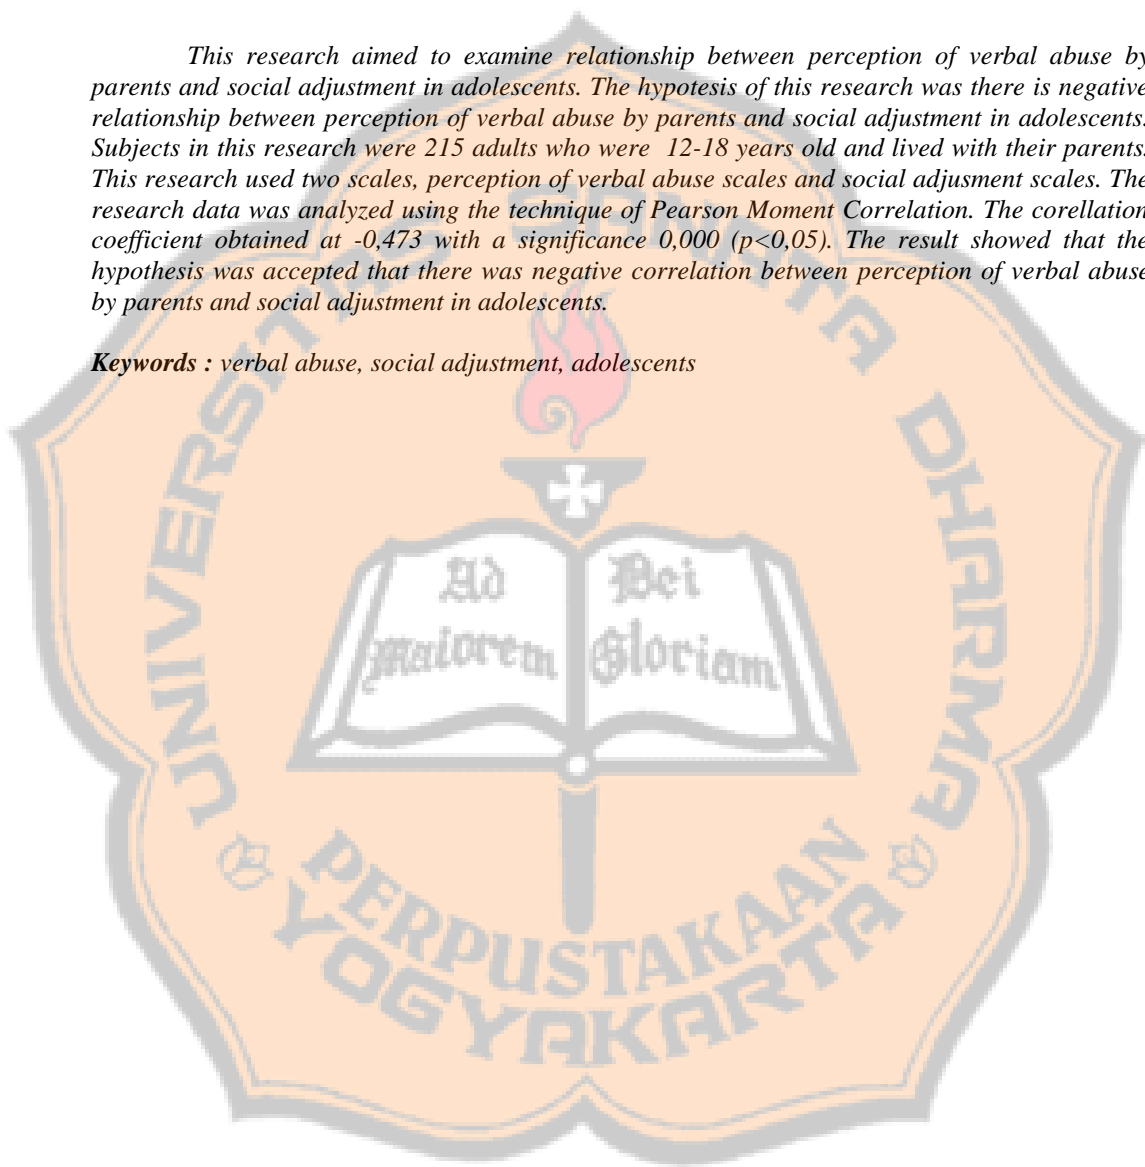 This research aimed to examine relationship between perception of verbal abuse by
parents and social adjustment in adolescents. The hypotesis of this research was there is negative
relationship between perception of verbal abuse by parents and social adjustment in adolescents.
Subjects in this research were 215 adults who were 12-18 years old and lived with their parents.
This research used two scales, perception of verbal abuse scales and social adjusment scales. The
research data was analyzed using the technique of Pearson Moment Correlation. The corellation
coefficient obtained at -0,473 with a significance 0,000 (p<0,05). The result showed that the
hypothesis was accepted that there was negative correlation between perception of verbal abuse
by parents and social adjustment in adolescents.
Keywords : verbal abuse, social adjustment, adolescents
UNIVERSITAS SANATA DHARMA
Ad Dei
Maiorem Gloriam
PERPUSTAKAAN
YOGYAKARTA